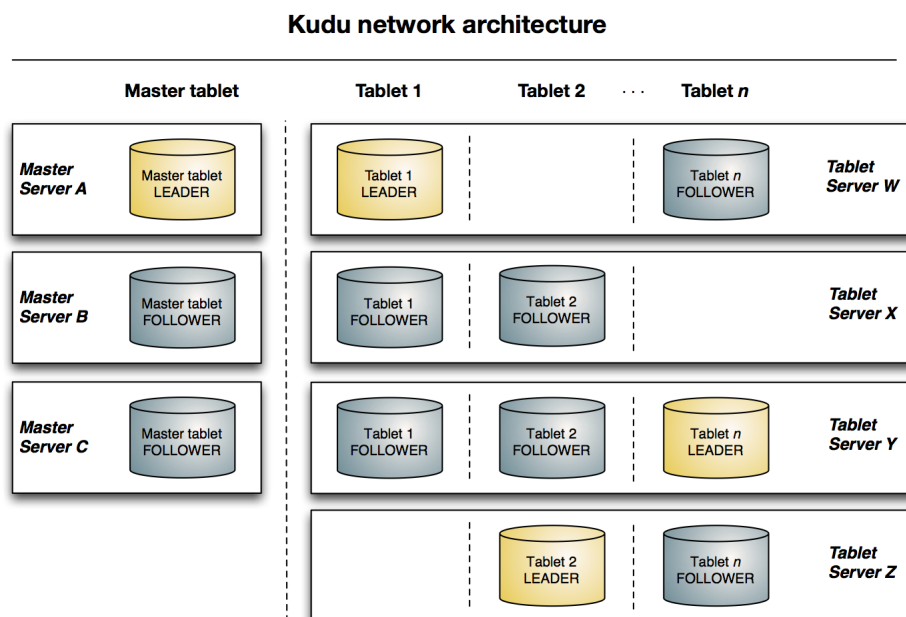 Kudu network architecture
Master tablet
Tablet 1
Tablet 2
· · ·
Tablet n
Master
Server A
Master tablet
LEADER
Tablet 1
LEADER
Tablet n
FOLLOWER
Tablet
Server W
Master
Server B
Master tablet
FOLLOWER
Tablet 1
FOLLOWER
Tablet 2
FOLLOWER
Tablet
Server X
Master
Server C
Master tablet
FOLLOWER
Tablet 1
FOLLOWER
Tablet 2
FOLLOWER
Tablet n
LEADER
Tablet
Server Y
Tablet 2
LEADER
Tablet n
FOLLOWER
Tablet
Server Z